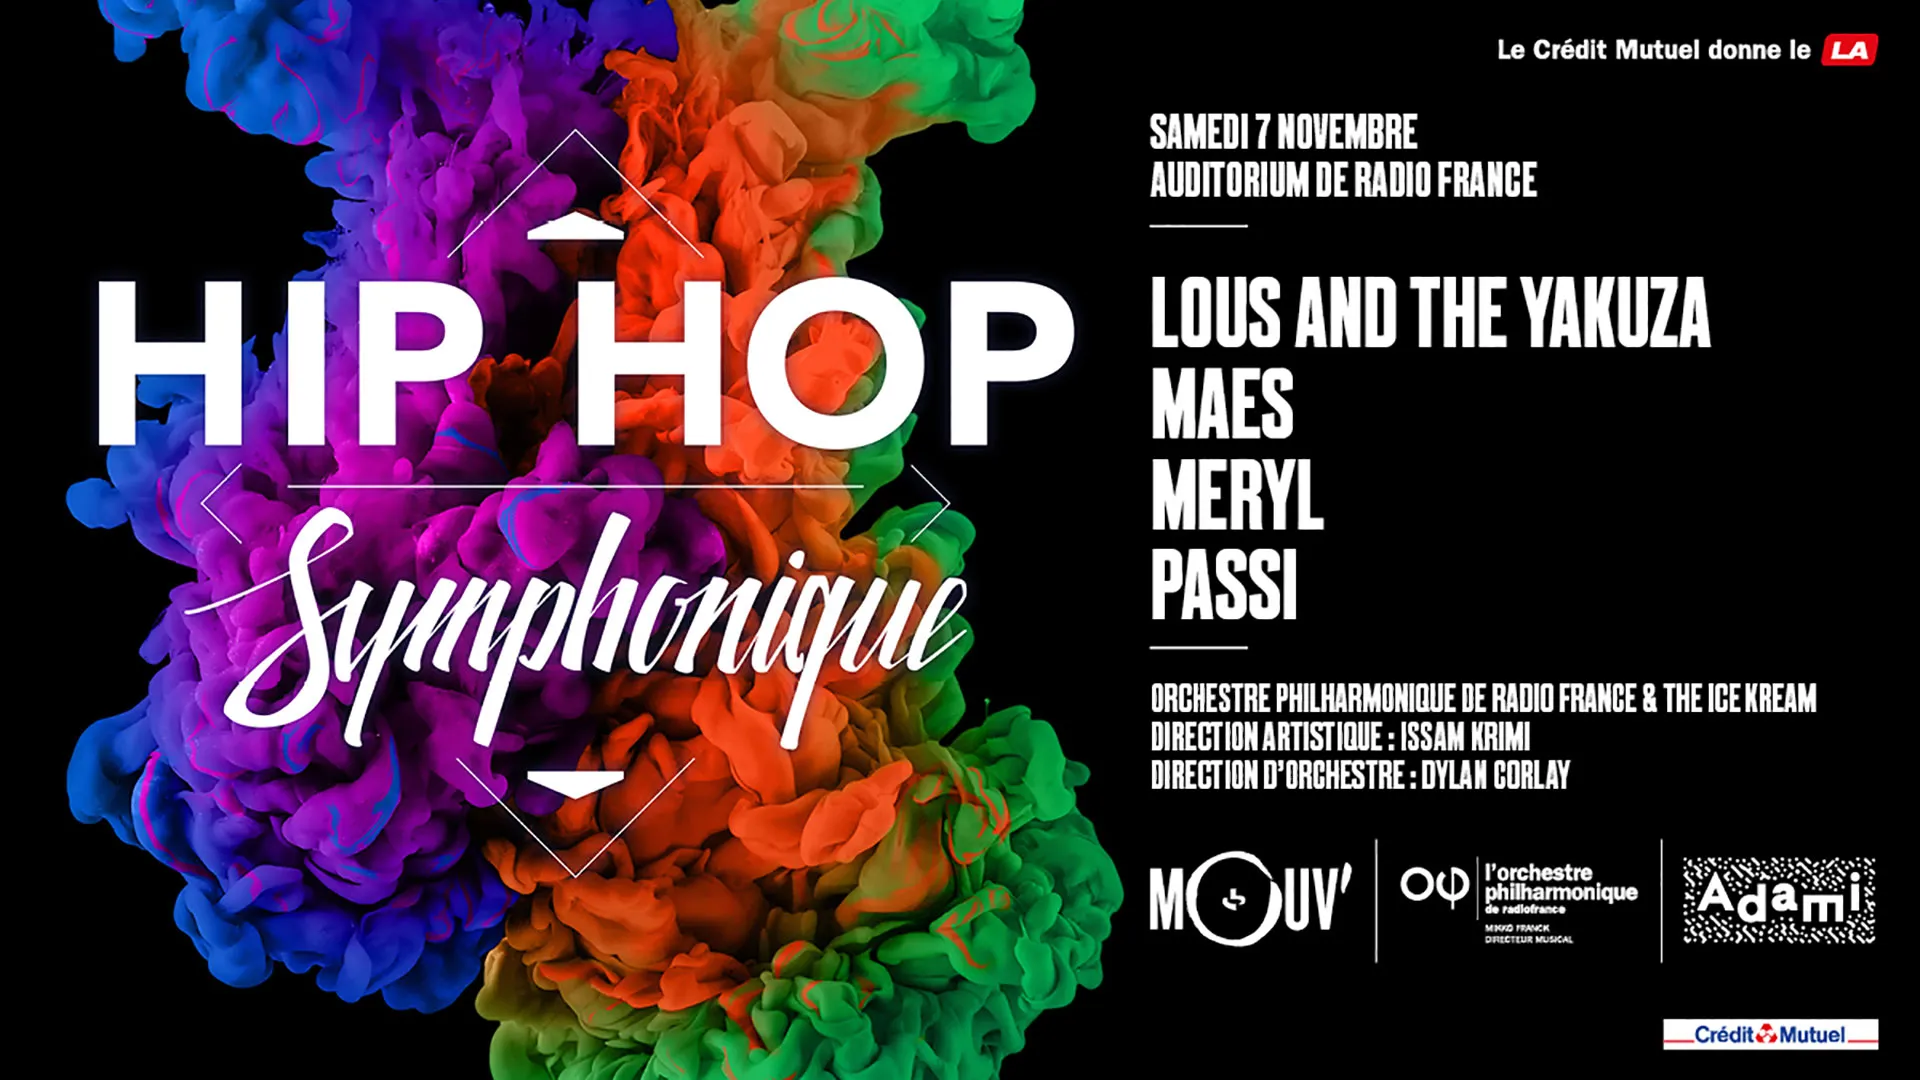 Le Crédit Mutuel donne le LA
SAMEDI 7 NOVEMBRE
AUDITORIUM DE RADIO FRANCE
HIP HOP
Symphonique
LOUS AND THE YAKUZA
MAES
MERYL
PASSI
ORCHESTRE PHILHARMONIQUE DE RADIO FRANCE & THE ICE KREAM
DIRECTION ARTISTIQUE : ISSAM KRIMI
DIRECTION D'ORCHESTRE : DYLAN CORLAY
MOUV'
l'orchestre
philharmonique
de radiofrance
MIKKO FRANCK
DIRECTEUR MUSICAL
Adami
Crédit Mutuel